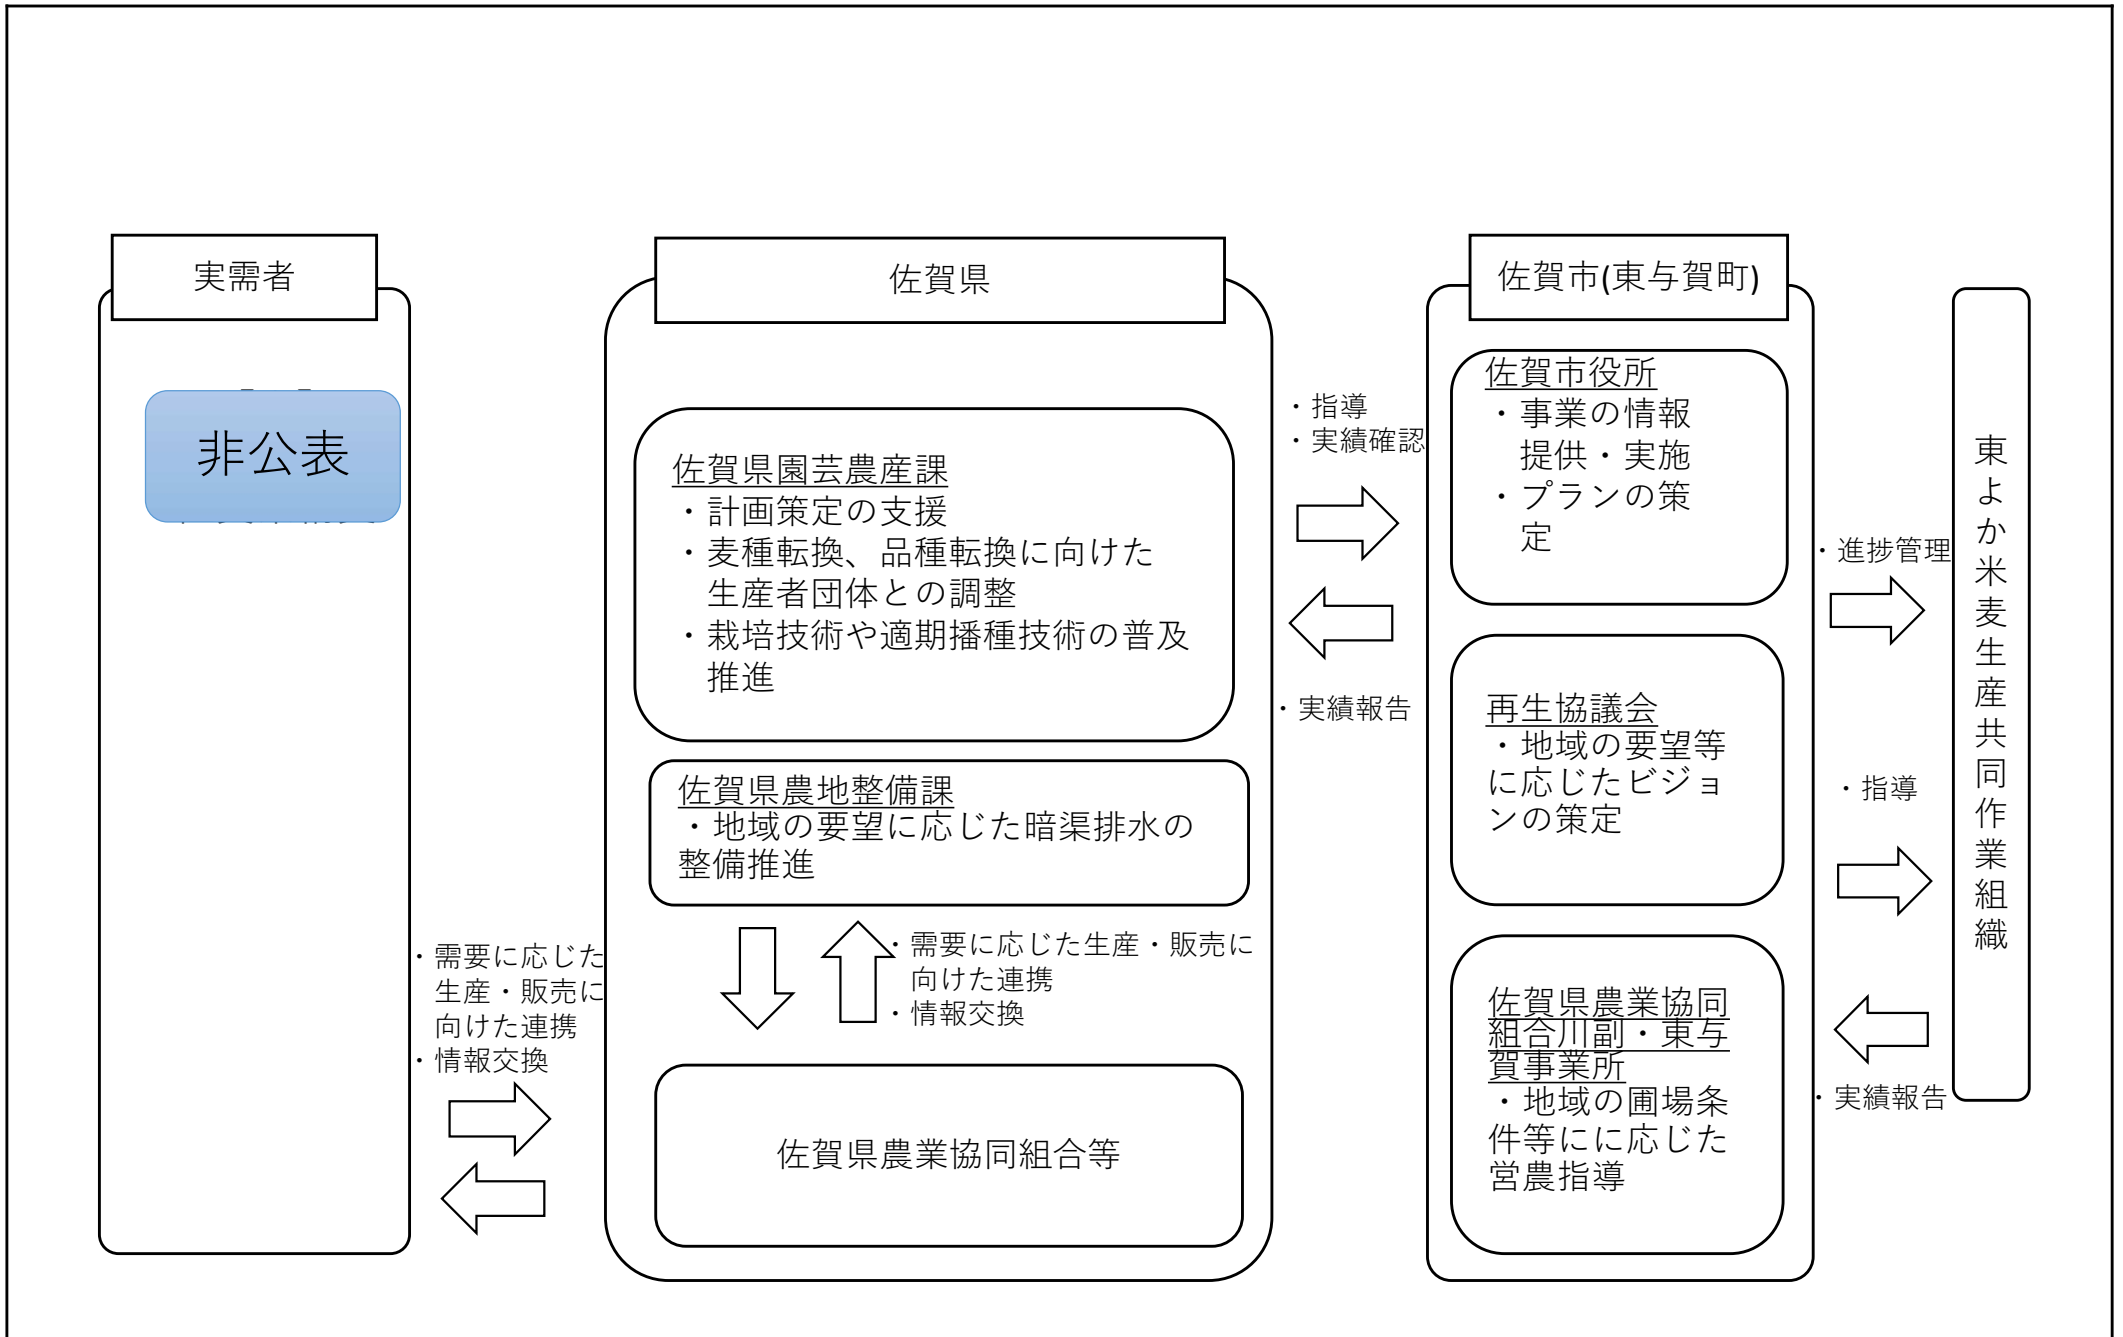 実需者
非公表
・需要に応じた
生産・販売に
向けた連携
・情報交換
佐賀県
佐賀県園芸農産課
・計画策定の支援
・麦種転換、品種転換に向けた
生産者団体との調整
・栽培技術や適期播種技術の普及
推進
佐賀県農地整備課
・地域の要望に応じた暗渠排水の
整備推進
・需要に応じた生産・販売に
向けた連携
・情報交換
佐賀県農業協同組合等
・指導
・実績確認
・実績報告
佐賀市(東与賀町)
佐賀市役所
・事業の情報
提供・実施
・プランの策
定
再生協議会
・地域の要望等
に応じたビジョ
ンの策定
佐賀県農業協同
組合川副・東与
賀事業所
・地域の圃場条
件等にに応じた
営農指導
・進捗管理
・指導
・実績報告
東よか米麦生産共同作業組織